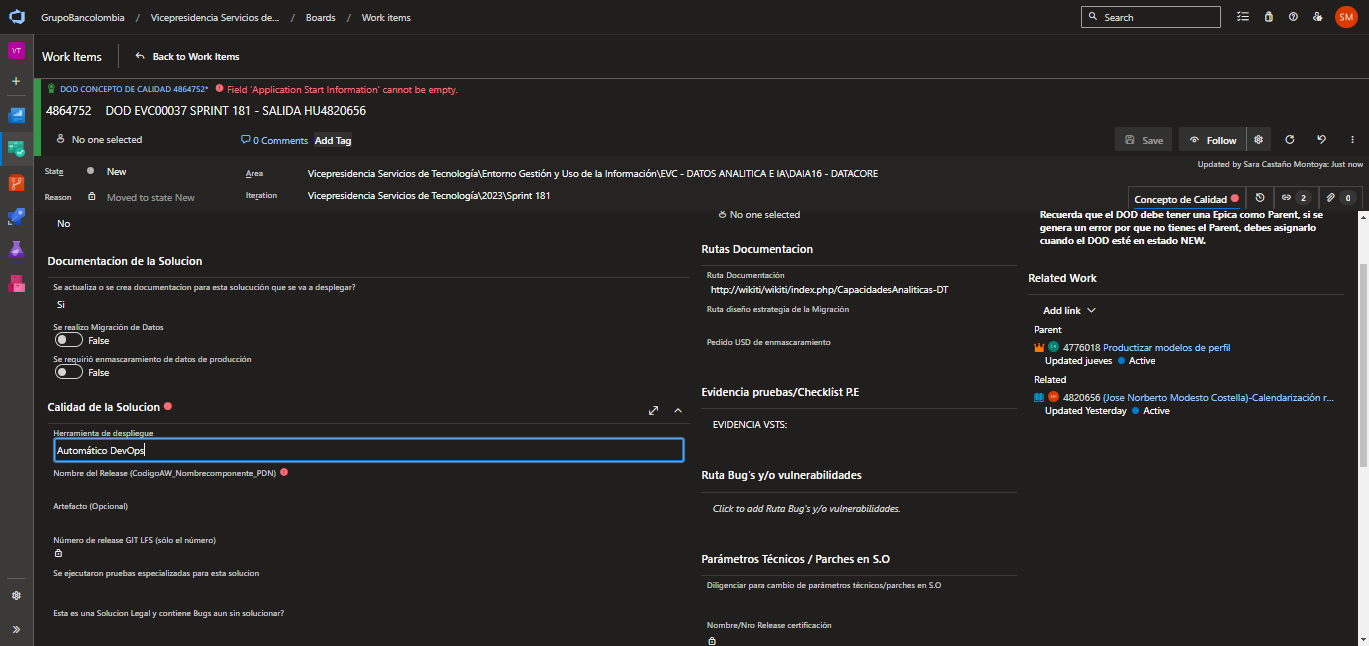 GrupoBancolombia / Vicepresidencia Servicios de... / Boards / Work items
Search
SM
VT
Work Items
Back to Work Items
DOD CONCEPTO DE CALIDAD 4864752*
Field 'Application Start Information' cannot be empty.
4864752 DOD EVC00037 SPRINT 181 - SALIDA HU4820656
No one selected
0 Comments
Add Tag
Save
Follow
Updated by Sara Castaño Montoya: Just now
State
New
Area
Vicepresidencia Servicios de Tecnología\Entorno Gestión y Uso de la Información\EVC - DATOS ANALITICA E IA\DAIA16 - DATACORE
Reason
Moved to state New
Iteration
Vicepresidencia Servicios de Tecnología\2023\Sprint 181
Concepto de Calidad
2
0
No
Documentacion de la Solucion
Se actualiza o se crea documentacion para esta solucución que se va a desplegar?
Si
Se realizo Migración de Datos
False
Se requirió enmascaramiento de datos de producción
False
Calidad de la Solucion
Herramienta de despliegue
Automático DevOps
Nombre del Release (CodigoAW_Nombrecomponente_PDN)
Artefacto (Opcional)
Número de release GIT LFS (sólo el número)
Se ejecutaron pruebas especializadas para esta solucion
Esta es una Solucion Legal y contiene Bugs aun sin solucionar?
No one selected
Rutas Documentacion
Ruta Documentación
http://wikiti/wikiti/index.php/CapacidadesAnaliticas-DT
Ruta diseño estrategia de la Migración
Pedido USD de enmascaramiento
Evidencia pruebas/Checklist P.E
EVIDENCIA VSTS:
Ruta Bug's y/o vulnerabilidades
Click to add Ruta Bug's y/o vulnerabilidades.
Parámetros Técnicos / Parches en S.O
Diligenciar para cambio de parámetros técnicos/parches en S.O
Nombre/Nro Release certificación
Recuerda que el DOD debe tener una Epica como Parent, si se
genera un error por que no tienes el Parent, debes asignarlo
cuando el DOD esté en estado NEW.
Related Work
Add link
Parent
4776018 Productizar modelos de perfil
Updated jueves
Active
Related
4820656 (Jose Norberto Modesto Costella)-Calendarización r...
Updated Yesterday
Active